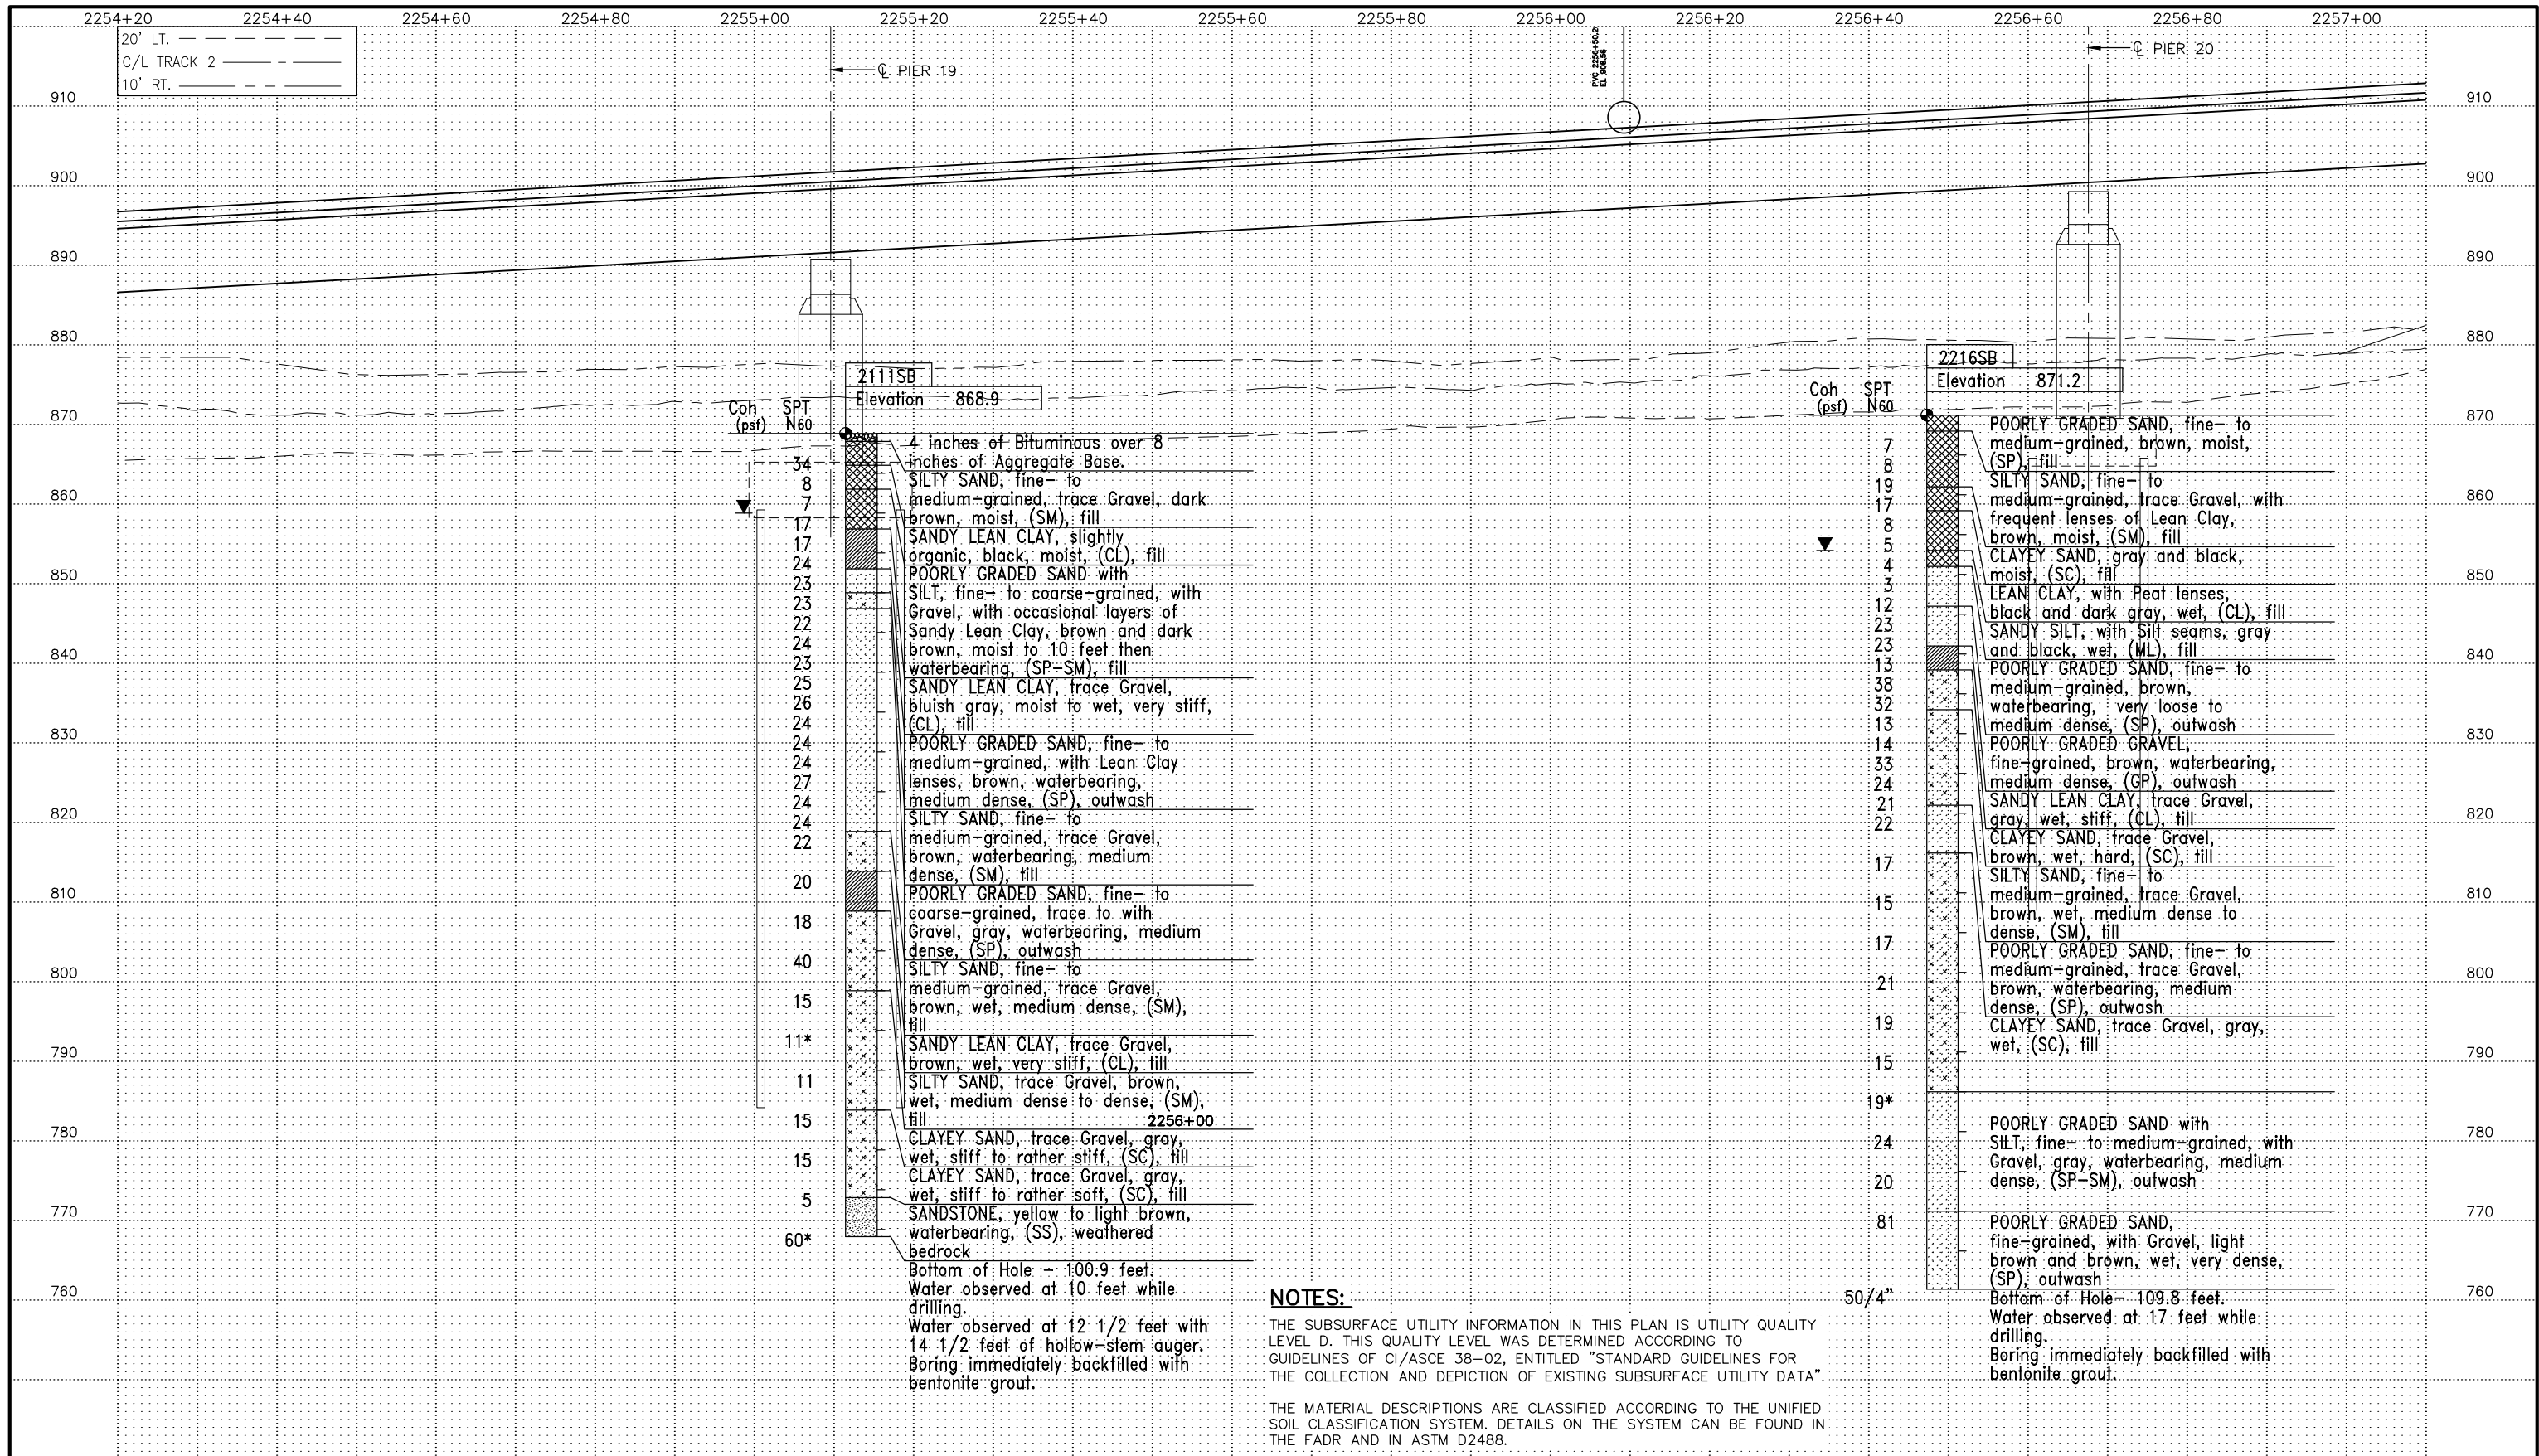 2254+20 2254+40 2254+60 2254+80 2255+00 2255+20 2255+40 2255+60 2255+80 2256+00 2256+20 2256+40 2256+60 2256+80 2257+00
20' LT.
C/L TRACK 2
10' RT.
℄ PIER 19
PVC 2256+50.2
EL 908.56
℄ PIER 20
910 910
900 900
890 890
880 880
870 870
860 860
850 850
840 840
830 830
820 820
810 810
800 800
790 790
780 780
770 770
760 760
2111SB
Elevation 868.9
Coh SPT
(psf) N60
34
8
7
17
17
24
23
23
22
24
23
25
26
24
24
24
27
24
24
22
20
18
40
15
11*
11
15
15
5
60*
4 inches of Bituminous over 8
inches of Aggregate Base.
SILTY SAND, fine- to
medium-grained, trace Gravel, dark
brown, moist, (SM), fill
SANDY LEAN CLAY, slightly
organic, black, moist, (CL), fill
POORLY GRADED SAND with
SILT, fine- to coarse-grained, with
Gravel, with occasional layers of
Sandy Lean Clay, brown and dark
brown, moist to 10 feet then
waterbearing, (SP-SM), fill
SANDY LEAN CLAY, trace Gravel,
bluish gray, moist to wet, very stiff,
(CL), till
POORLY GRADED SAND, fine- to
medium-grained, with Lean Clay
lenses, brown, waterbearing,
medium dense, (SP), outwash
SILTY SAND, fine- to
medium-grained, trace Gravel,
brown, waterbearing, medium
dense, (SM), till
POORLY GRADED SAND, fine- to
coarse-grained, trace to with
Gravel, gray, waterbearing, medium
dense, (SP), outwash
SILTY SAND, fine- to
medium-grained, trace Gravel,
brown, wet, medium dense, (SM),
till
SANDY LEAN CLAY, trace Gravel,
brown, wet, very stiff, (CL), till
SILTY SAND, trace Gravel, brown,
wet, medium dense to dense, (SM),
till
2256+00
CLAYEY SAND, trace Gravel, gray,
wet, stiff to rather stiff, (SC), till
CLAYEY SAND, trace Gravel, gray,
wet, stiff to rather soft, (SC), till
SANDSTONE, yellow to light brown,
waterbearing, (SS), weathered
bedrock
Bottom of Hole - 100.9 feet.
Water observed at 10 feet while
drilling.
Water observed at 12 1/2 feet with
14 1/2 feet of hollow-stem auger.
Boring immediately backfilled with
bentonite grout.
2216SB
Elevation 871.2
Coh SPT
(psf) N60
7
8
19
17
8
5
4
3
12
23
23
13
38
32
13
14
33
24
21
22
17
15
17
21
19
15
19*
24
20
81
50/4"
POORLY GRADED SAND, fine- to
medium-grained, brown, moist,
(SP), fill
SILTY SAND, fine- to
medium-grained, trace Gravel, with
frequent lenses of Lean Clay,
brown, moist, (SM), fill
CLAYEY SAND, gray and black,
moist, (SC), fill
LEAN CLAY, with Peat lenses,
black and dark gray, wet, (CL), fill
SANDY SILT, with Silt seams, gray
and black, wet, (ML), fill
POORLY GRADED SAND, fine- to
medium-grained, brown,
waterbearing, very loose to
medium dense, (SP), outwash
POORLY GRADED GRAVEL,
fine-grained, brown, waterbearing,
medium dense, (GP), outwash
SANDY LEAN CLAY, trace Gravel,
gray, wet, stiff, (CL), till
CLAYEY SAND, trace Gravel,
brown, wet, hard, (SC), till
SILTY SAND, fine- to
medium-grained, trace Gravel,
brown, wet, medium dense to
dense, (SM), till
POORLY GRADED SAND, fine- to
medium-grained, trace Gravel,
brown, waterbearing, medium
dense, (SP), outwash
CLAYEY SAND, trace Gravel, gray,
wet, (SC), till
POORLY GRADED SAND with
SILT, fine- to medium-grained, with
Gravel, gray, waterbearing, medium
dense, (SP-SM), outwash
POORLY GRADED SAND,
fine-grained, with Gravel, light
brown and brown, wet, very dense,
(SP), outwash
Bottom of Hole- 109.8 feet.
Water observed at 17 feet while
drilling.
Boring immediately backfilled with
bentonite grout.
NOTES:
THE SUBSURFACE UTILITY INFORMATION IN THIS PLAN IS UTILITY QUALITY
LEVEL D. THIS QUALITY LEVEL WAS DETERMINED ACCORDING TO
GUIDELINES OF CI/ASCE 38-02, ENTITLED "STANDARD GUIDELINES FOR
THE COLLECTION AND DEPICTION OF EXISTING SUBSURFACE UTILITY DATA".
THE MATERIAL DESCRIPTIONS ARE CLASSIFIED ACCORDING TO THE UNIFIED
SOIL CLASSIFICATION SYSTEM. DETAILS ON THE SYSTEM CAN BE FOUND IN
THE FADR AND IN ASTM D2488.